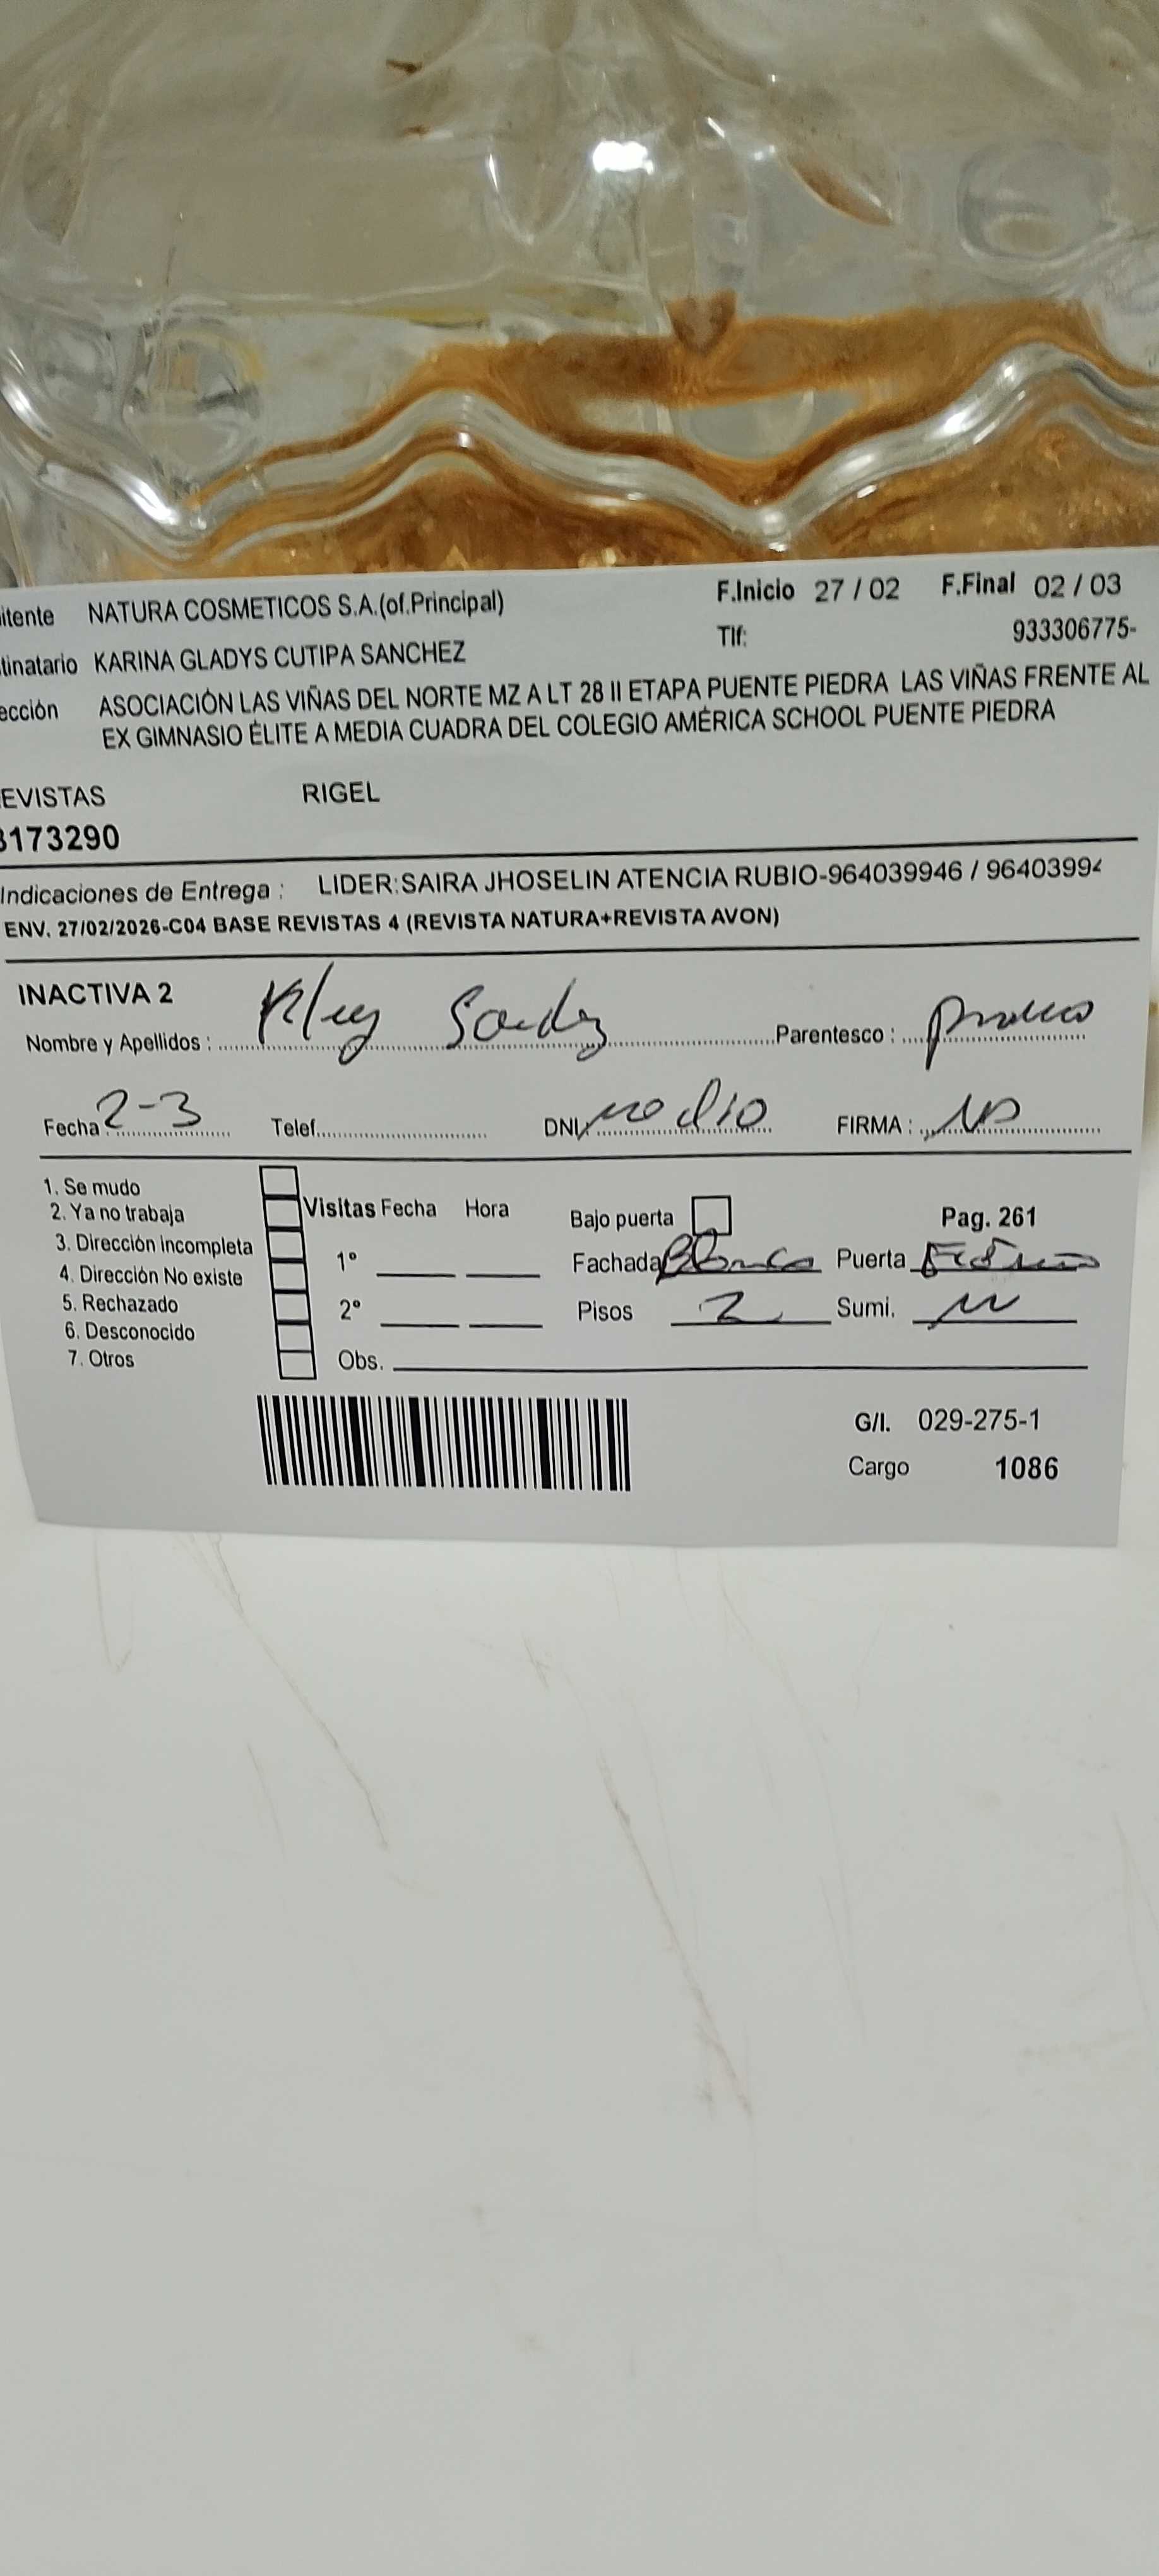 itente NATURA COSMETICOS S.A.(of.Principal) F.Inicio 27 / 02 F.Final 02 / 03
Tlf: 933306775-
tinatario KARINA GLADYS CUTIPA SANCHEZ
ección ASOCIACIÓN LAS VIÑAS DEL NORTE MZ A LT 28 II ETAPA PUENTE PIEDRA LAS VIÑAS FRENTE AL
EX GIMNASIO ÉLITE A MEDIA CUADRA DEL COLEGIO AMÉRICA SCHOOL PUENTE PIEDRA
EVISTAS RIGEL
3173290
Indicaciones de Entrega : LIDER:SAIRA JHOSELIN ATENCIA RUBIO-964039946 / 96403994
ENV. 27/02/2026-C04 BASE REVISTAS 4 (REVISTA NATURA+REVISTA AVON)
INACTIVA 2
Nombre y Apellidos : Parentesco :
Fecha 2-3 Telef. DNI. no dio FIRMA :
1. Se mudo
2. Ya no trabaja Visitas Fecha Hora Bajo puerta Pag. 261
3. Dirección incompleta 1° Fachada Blanca Puerta
4. Dirección No existe
5. Rechazado 2° Pisos 2 Sumi.
6. Desconocido
7. Otros Obs.
G/I. 029-275-1
Cargo 1086